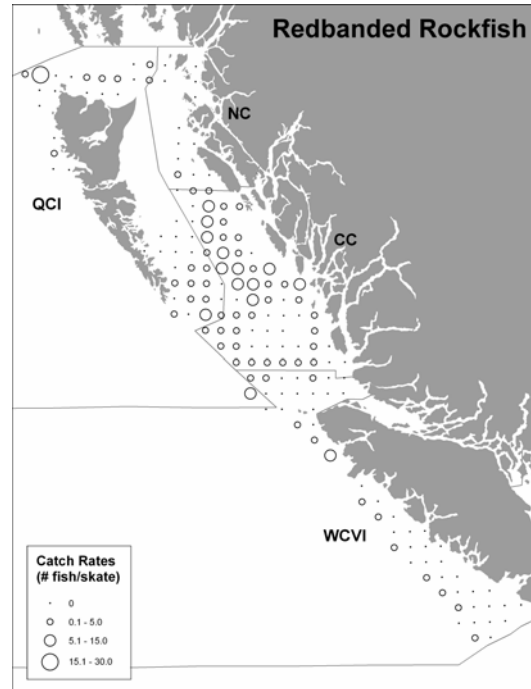 Redbanded Rockfish
NC
QCI
CC
WCVI
Catch Rates
(# fish/skate)
0
0.1 - 5.0
5.1 - 15.0
15.1 - 30.0